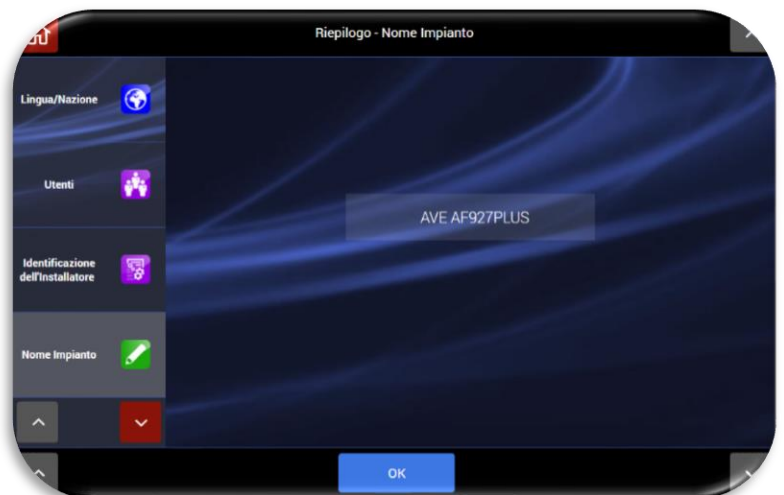 Riepilogo - Nome Impianto
Lingua/Nazione
Utenti
AVE AF927PLUS
Identificazione
dell'Installatore
Nome Impianto
OK